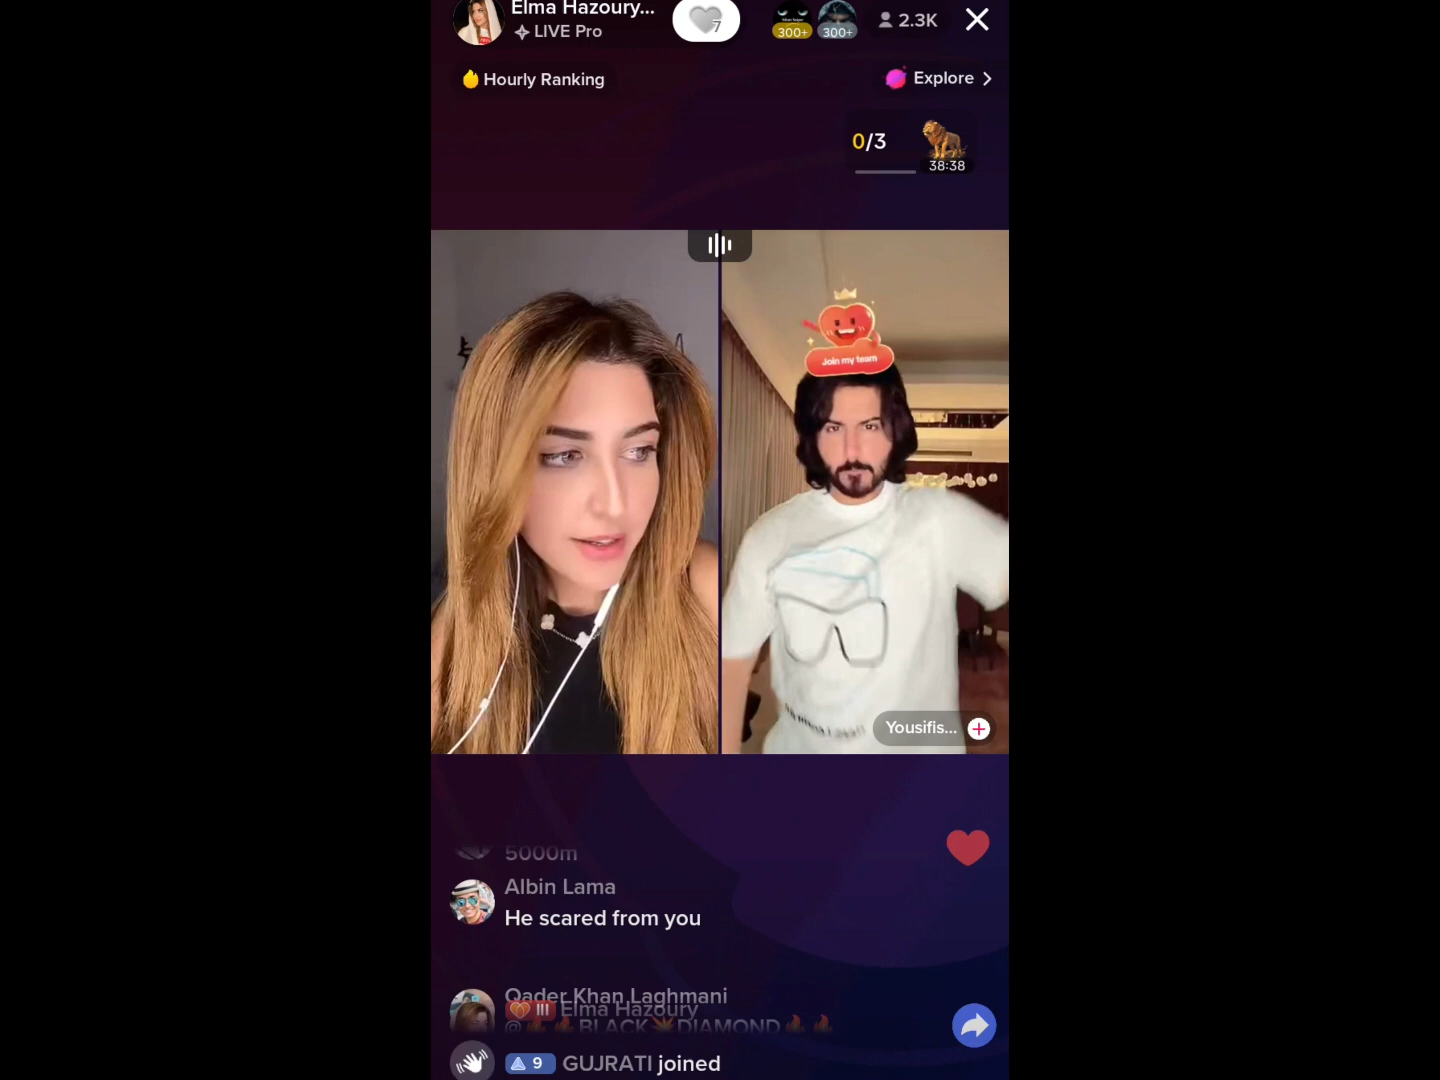 Elma Hazoury...
LIVE Pro
7
300+
300+
2.3K
Hourly Ranking
Explore
0/3
38:38
Join my team
Yousifis...
5000m
Albin Lama
He scared from you
Qader Khan Laghmani
III Elma Hazoury
@🔥🔥BLACK🍁DIAMOND🔥🔥
9 GUJRATI joined